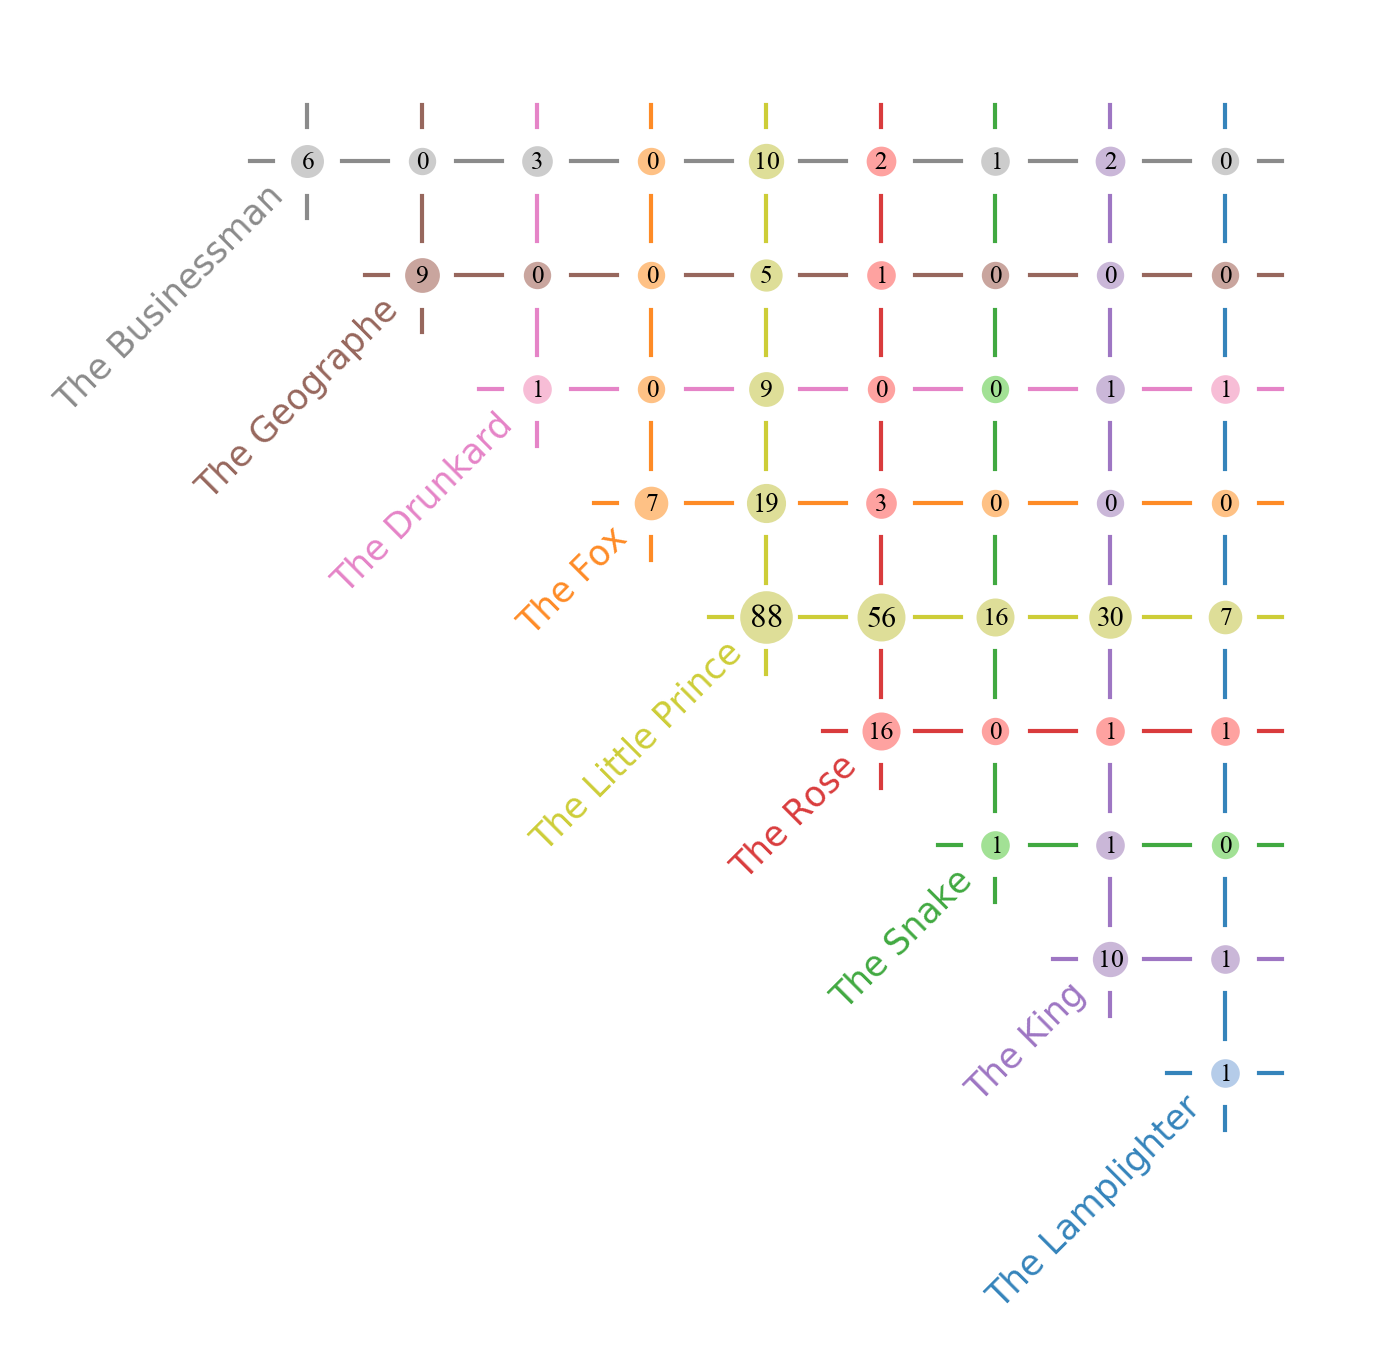 6 0 3 0 10 2 1 2 0
The Businessman
9 0 0 5 1 0 0 0
The Geographe
1 0 9 0 0 1 1
The Drunkard
7 19 3 0 0 0
The Fox
88 56 16 30 7
The Little Prince
16 0 1 1
The Rose
1 1 0
The Snake
10 1
The King
1
The Lamplighter